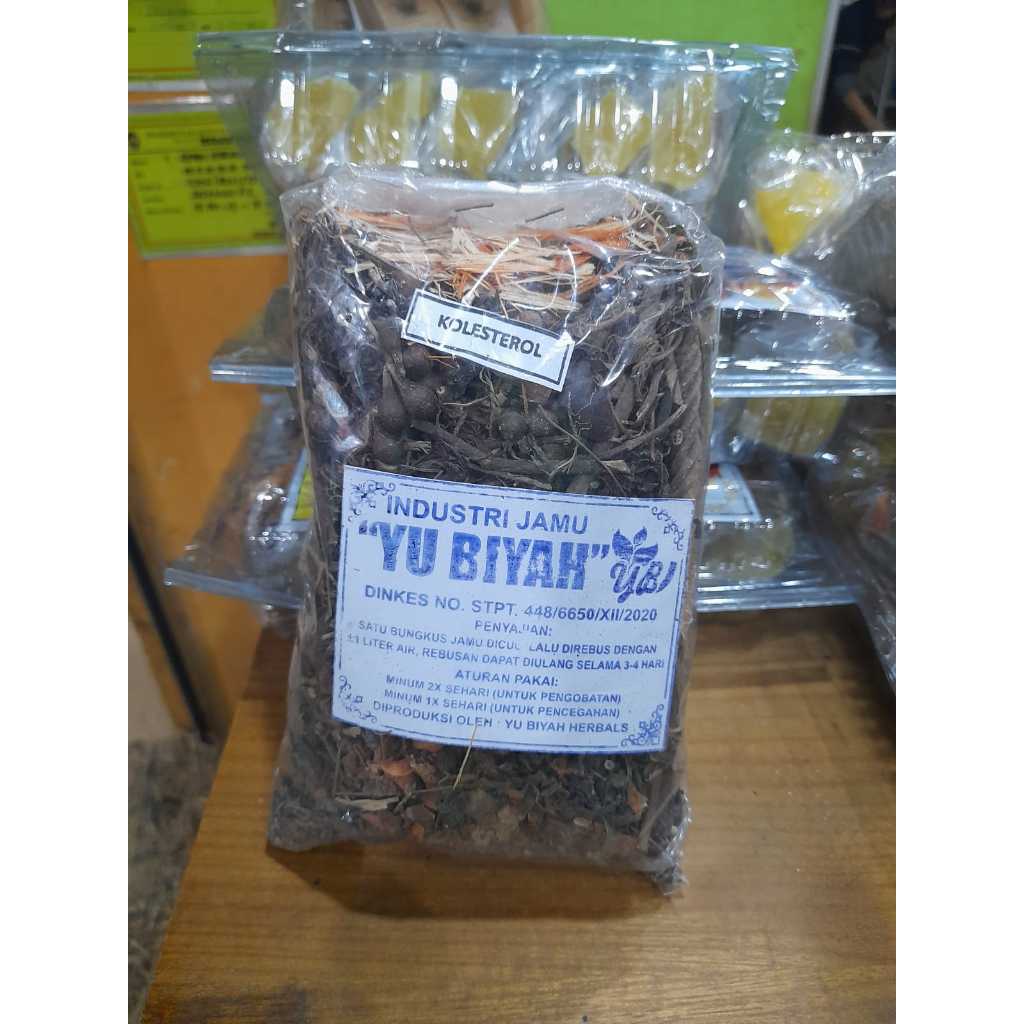 KOLESTEROL
INDUSTRI JAMU
"YU BIYAH"
YB
DINKES NO. STPT. 448/6650/XII/2020
PENYAJIAN:
SATU BUNGKUS JAMU DICUCI LALU DIREBUS DENGAN
±1 LITER AIR, REBUSAN DAPAT DIULANG SELAMA 3-4 HARI
ATURAN PAKAI:
MINUM 2X SEHARI (UNTUK PENGOBATAN)
MINUM 1X SEHARI (UNTUK PENCEGAHAN)
DIPRODUKSI OLEH : YU BIYAH HERBALS